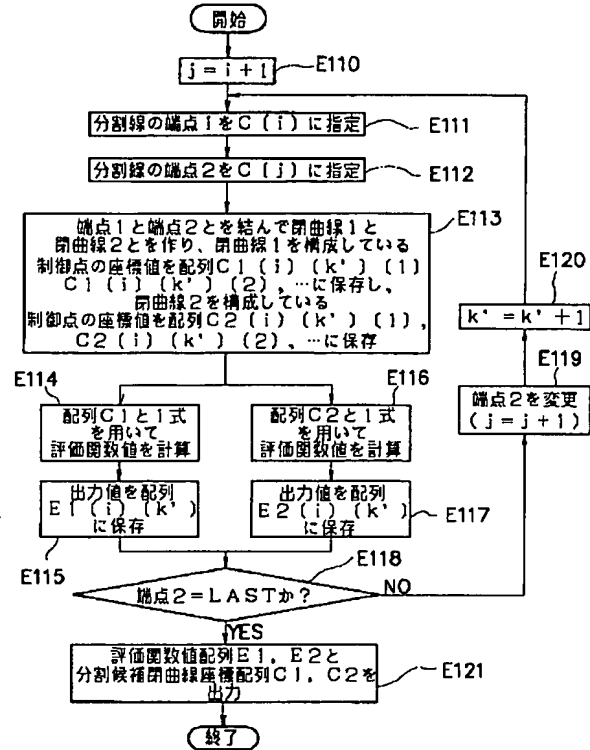 開始
j=i+1
E110
分割線の端点1をC(i)に指定
E111
分割線の端点2をC(j)に指定
E112
端点1と端点2とを結んで閉曲線1と
閉曲線2とを作り、閉曲線1を構成している
制御点の座標値を配列C1(i)(k')(1)
C1(i)(k')(2),…に保存し、
閉曲線2を構成している
制御点の座標値を配列C2(i)(k')(1),
C2(i)(k')(2),…に保存
E113
E114
配列C1と1式
を用いて
評価関数値を計算
E116
配列C2と1式
を用いて
評価関数値を計算
出力値を配列
E1(i)(k')
に保存
E115
出力値を配列
E2(i)(k')
に保存
E117
端点2=LASTか?
E118
NO
YES
E119
端点2を変更
(j=j+1)
E120
k'=k'+1
評価関数値配列E1,E2と
分割候補閉曲線座標配列C1,C2を
出力
E121
終了